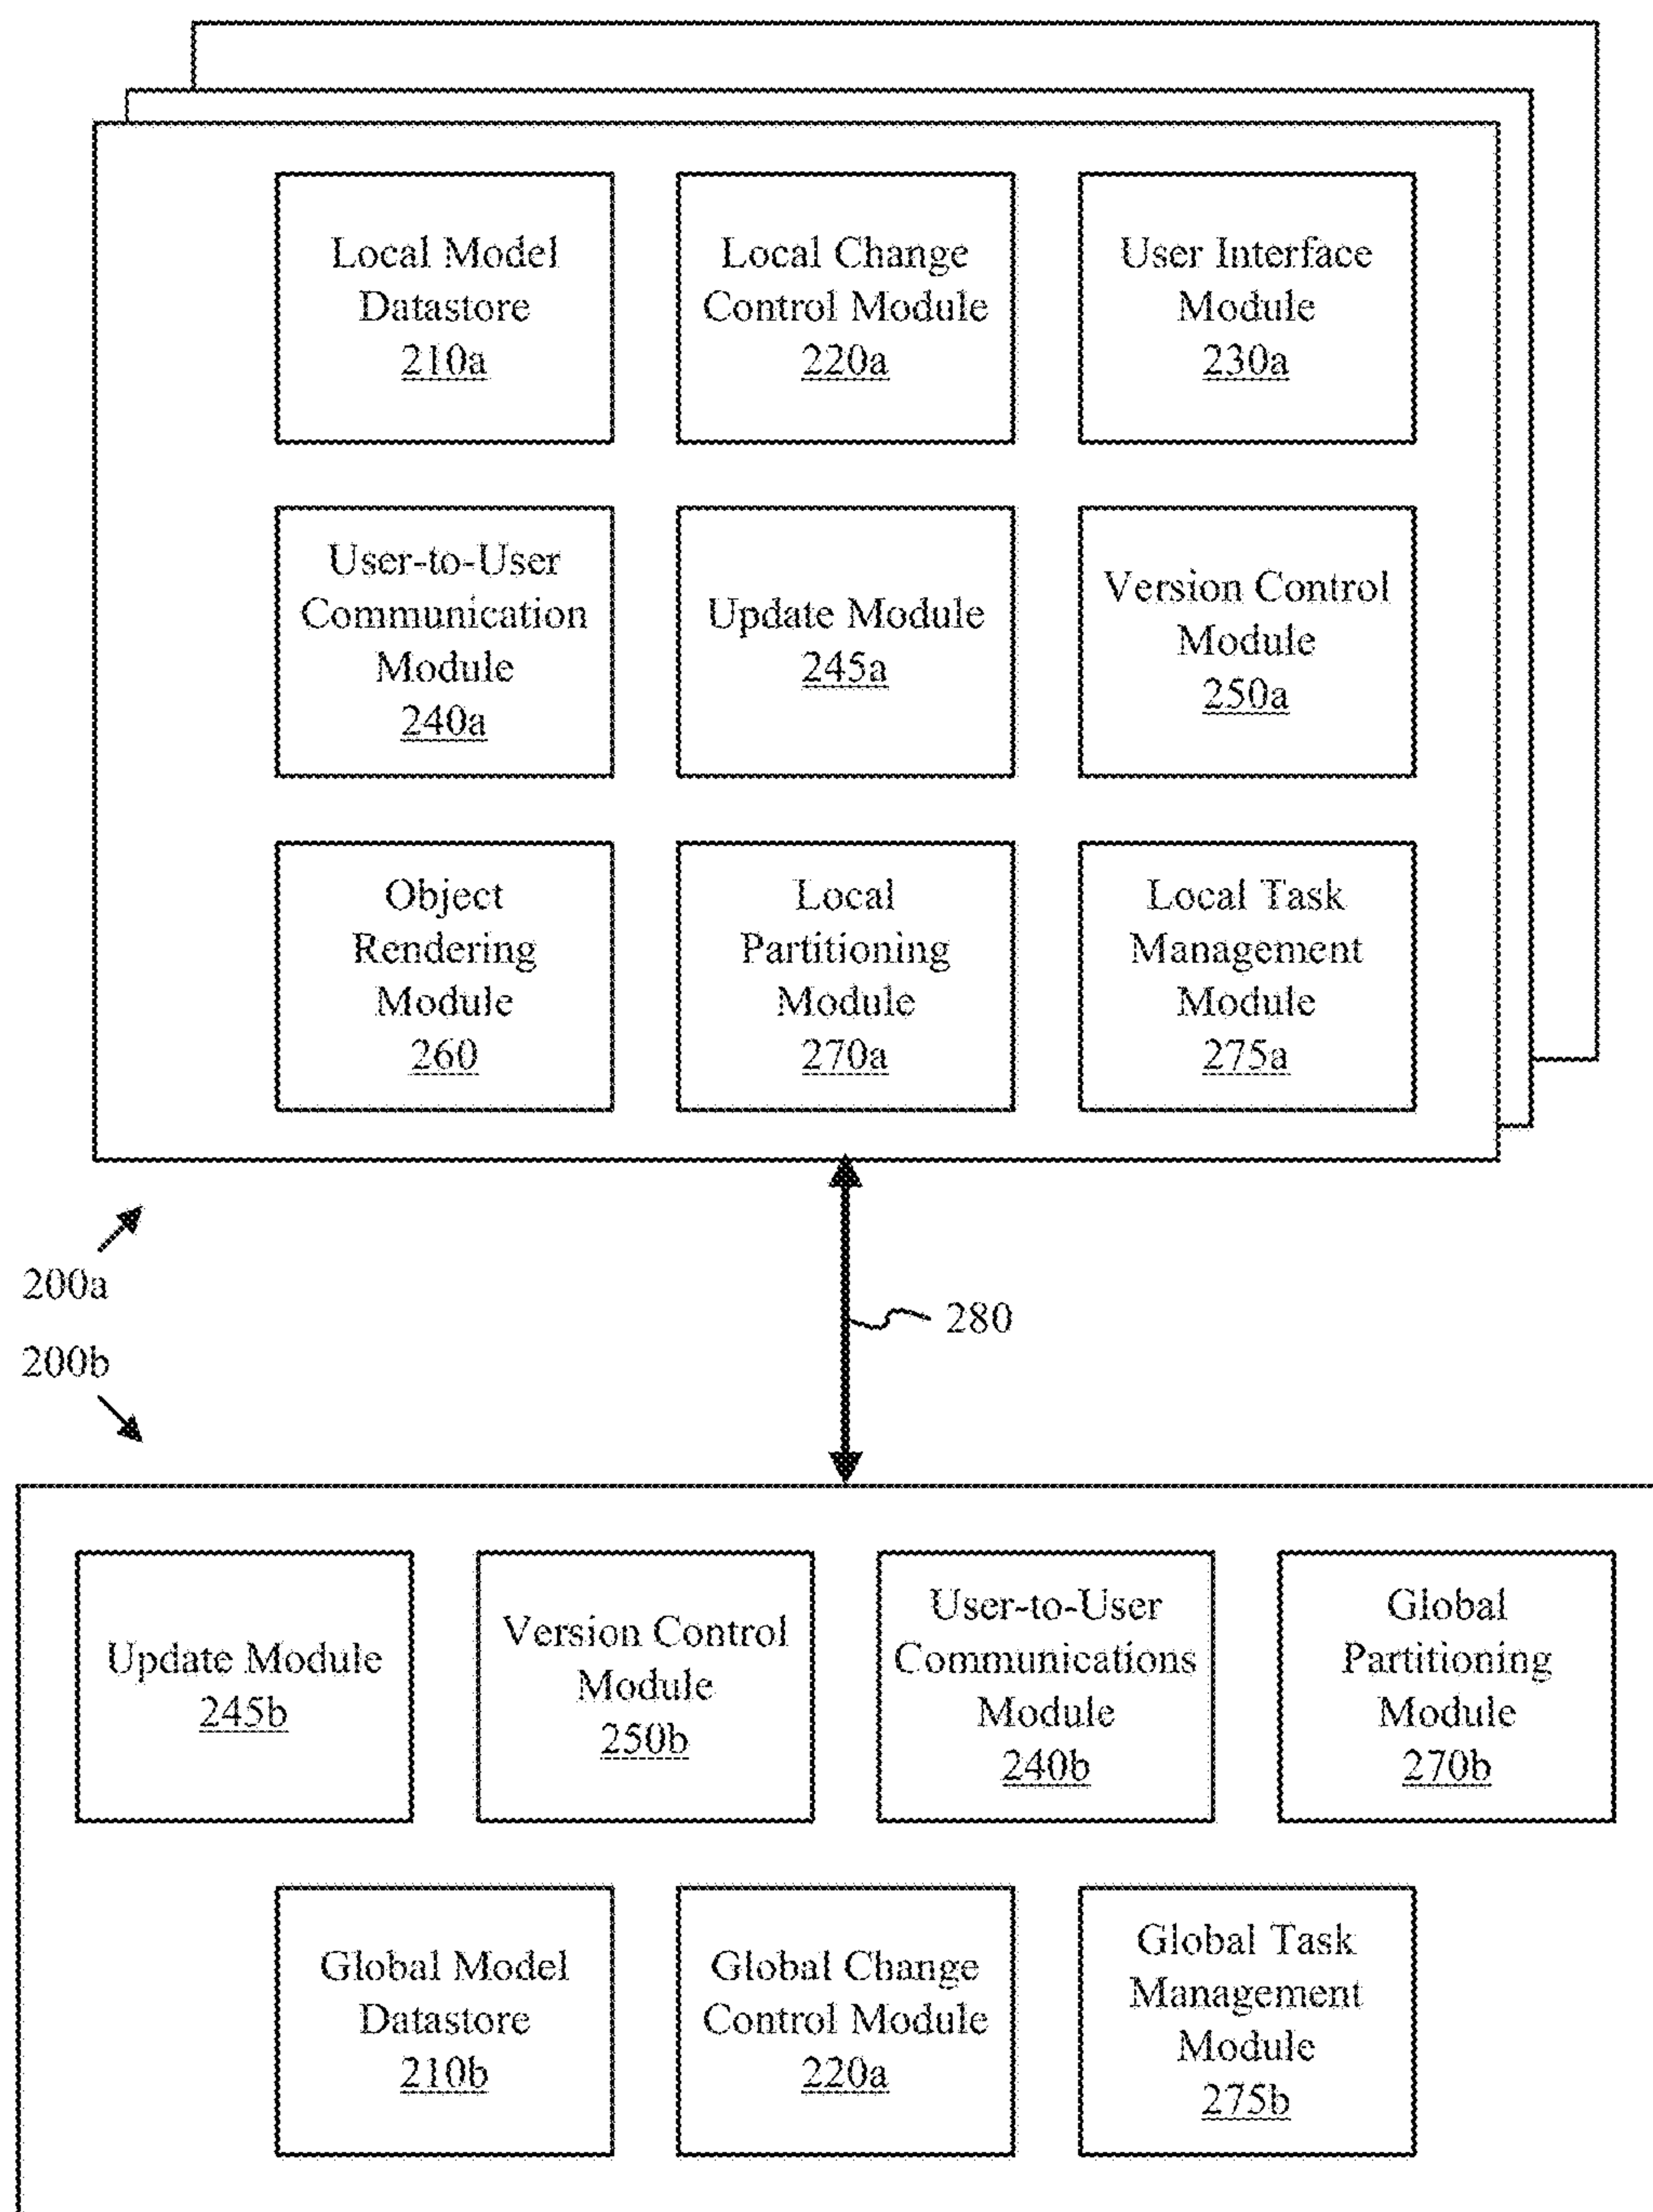 Local Model
Datastore
210a
Local Change
Control Module
220a
User Interface
Module
230a
User-to-User
Communication
Module
240a
Update Module
245a
Version Control
Module
250a
Object
Rendering
Module
260
Local
Partitioning
Module
270a
Local Task
Management
Module
275a
200a
280
200b
Update Module
245b
Version Control
Module
250b
User-to-User
Communications
Module
240b
Global
Partitioning
Module
270b
Global Model
Datastore
210b
Global Change
Control Module
220a
Global Task
Management
Module
275b